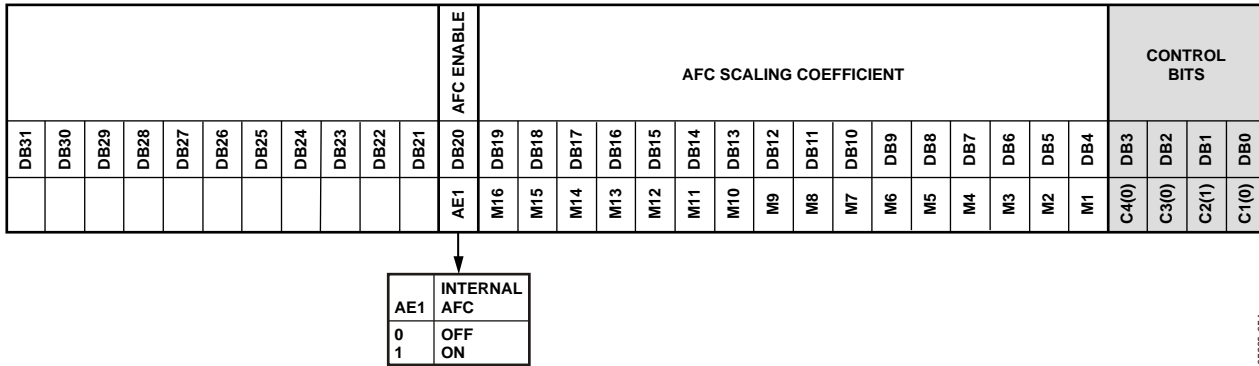 AFC ENABLE
AFC SCALING COEFFICIENT
CONTROL
BITS
DB31 DB30 DB29 DB28 DB27 DB26 DB25 DB24 DB23 DB22 DB21 DB20 DB19 DB18 DB17 DB16 DB15 DB14 DB13 DB12 DB11 DB10 DB9 DB8 DB7 DB6 DB5 DB4 DB3 DB2 DB1 DB0
AE1 M16 M15 M14 M13 M12 M11 M10 M9 M8 M7 M6 M5 M4 M3 M2 M1 C4(0) C3(0) C2(1) C1(0)
INTERNAL
AE1 AFC
0 OFF
1 ON